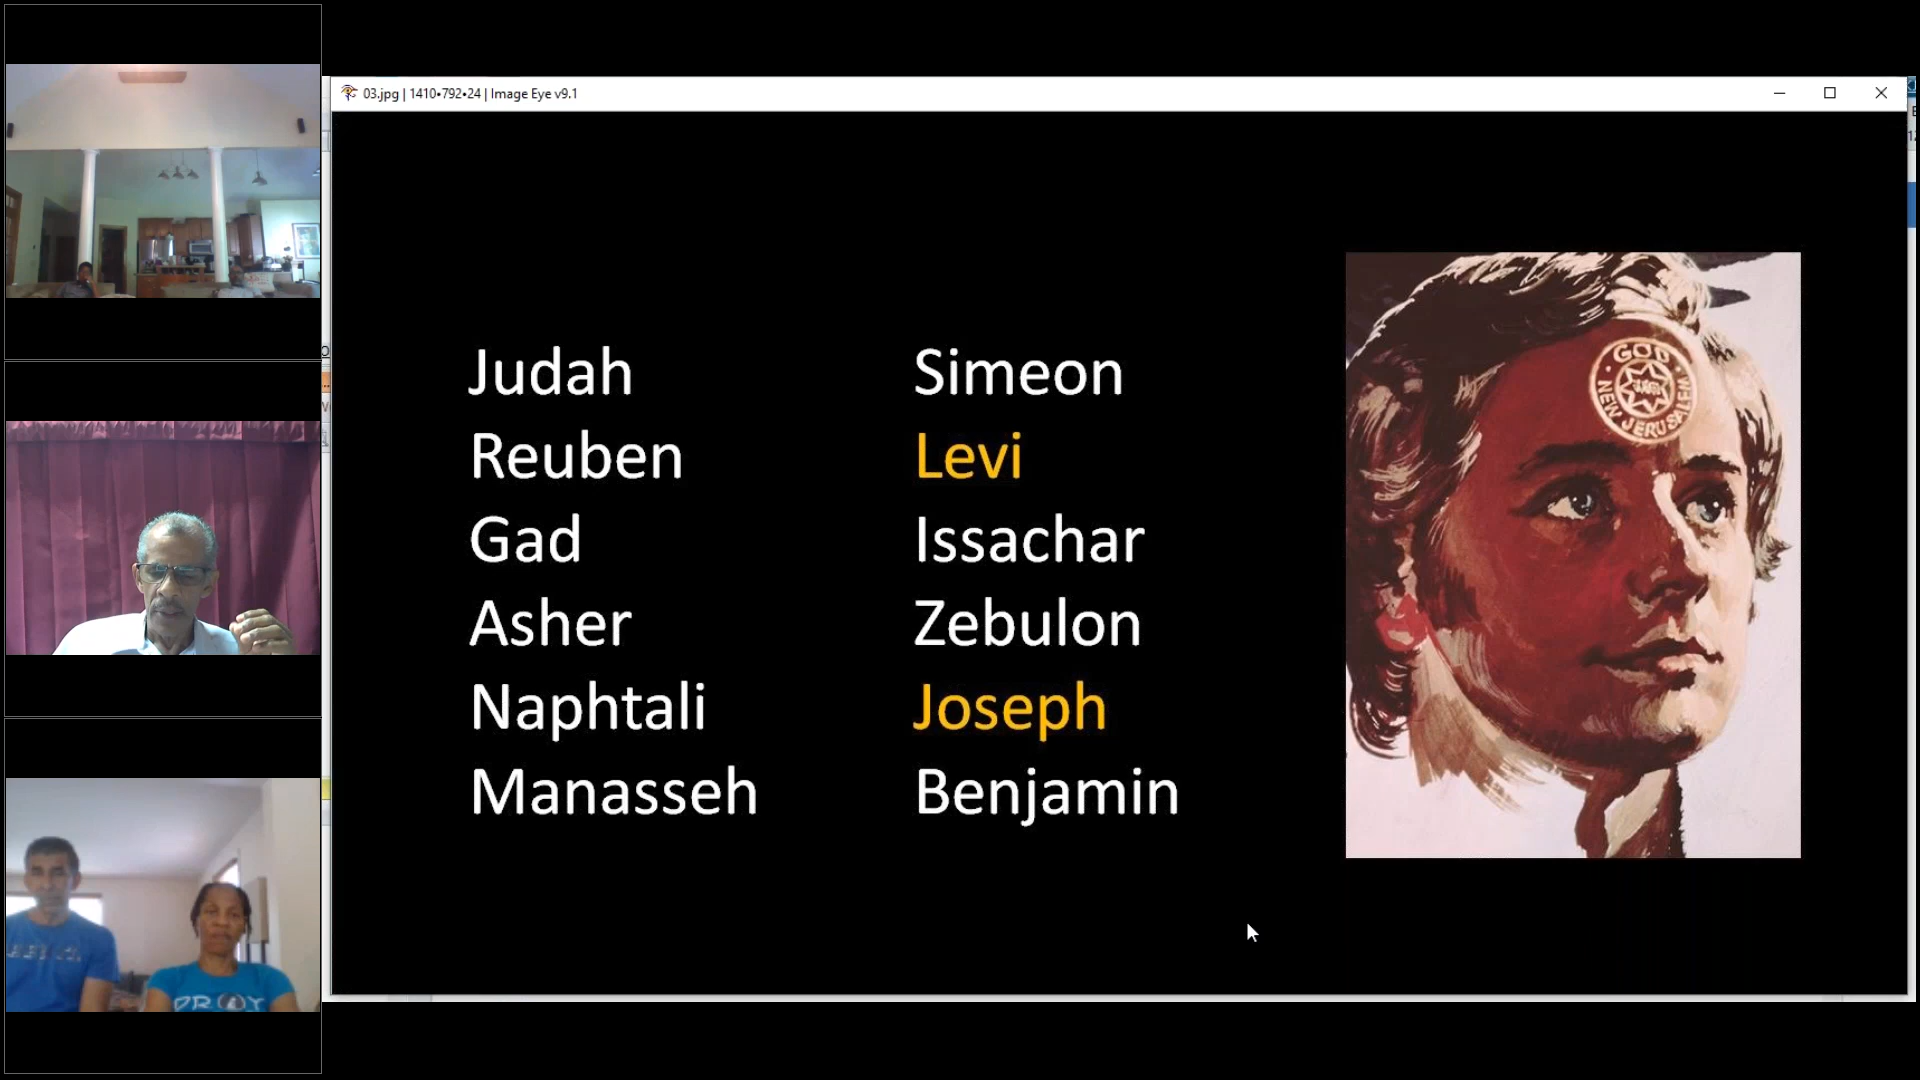 03.jpg | 1410•792•24 | Image Eye v9.1
Judah
Reuben
Gad
Asher
Naphtali
Manasseh
Simeon
Levi
Issachar
Zebulon
Joseph
Benjamin
GOD
NEW JERUSALEM